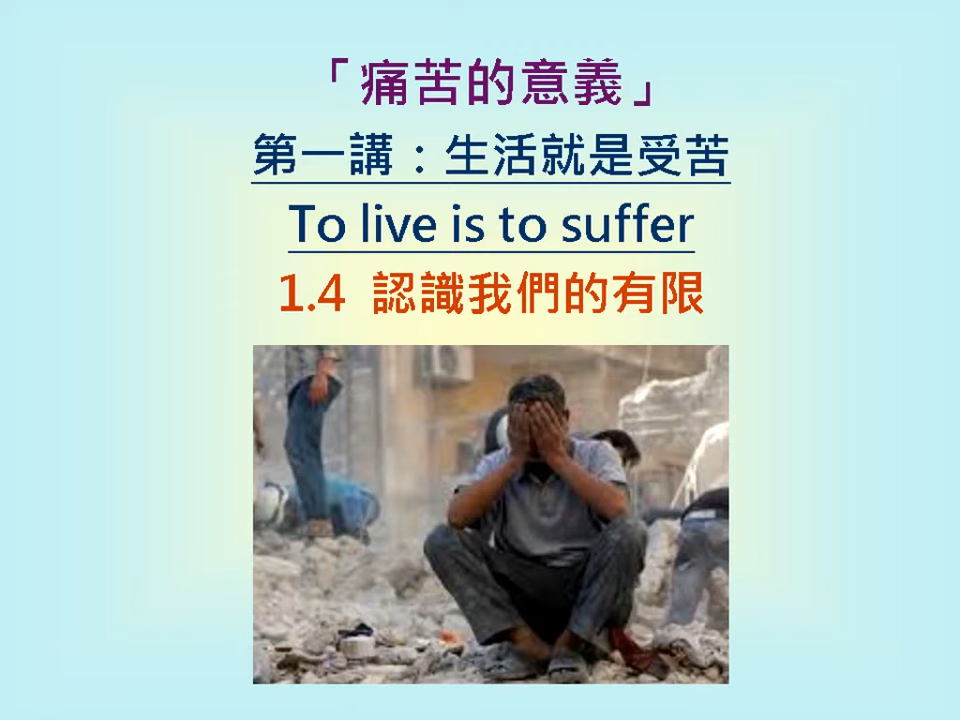 「痛苦的意義」
第一講：生活就是受苦
To live is to suffer
1.4 認識我們的有限